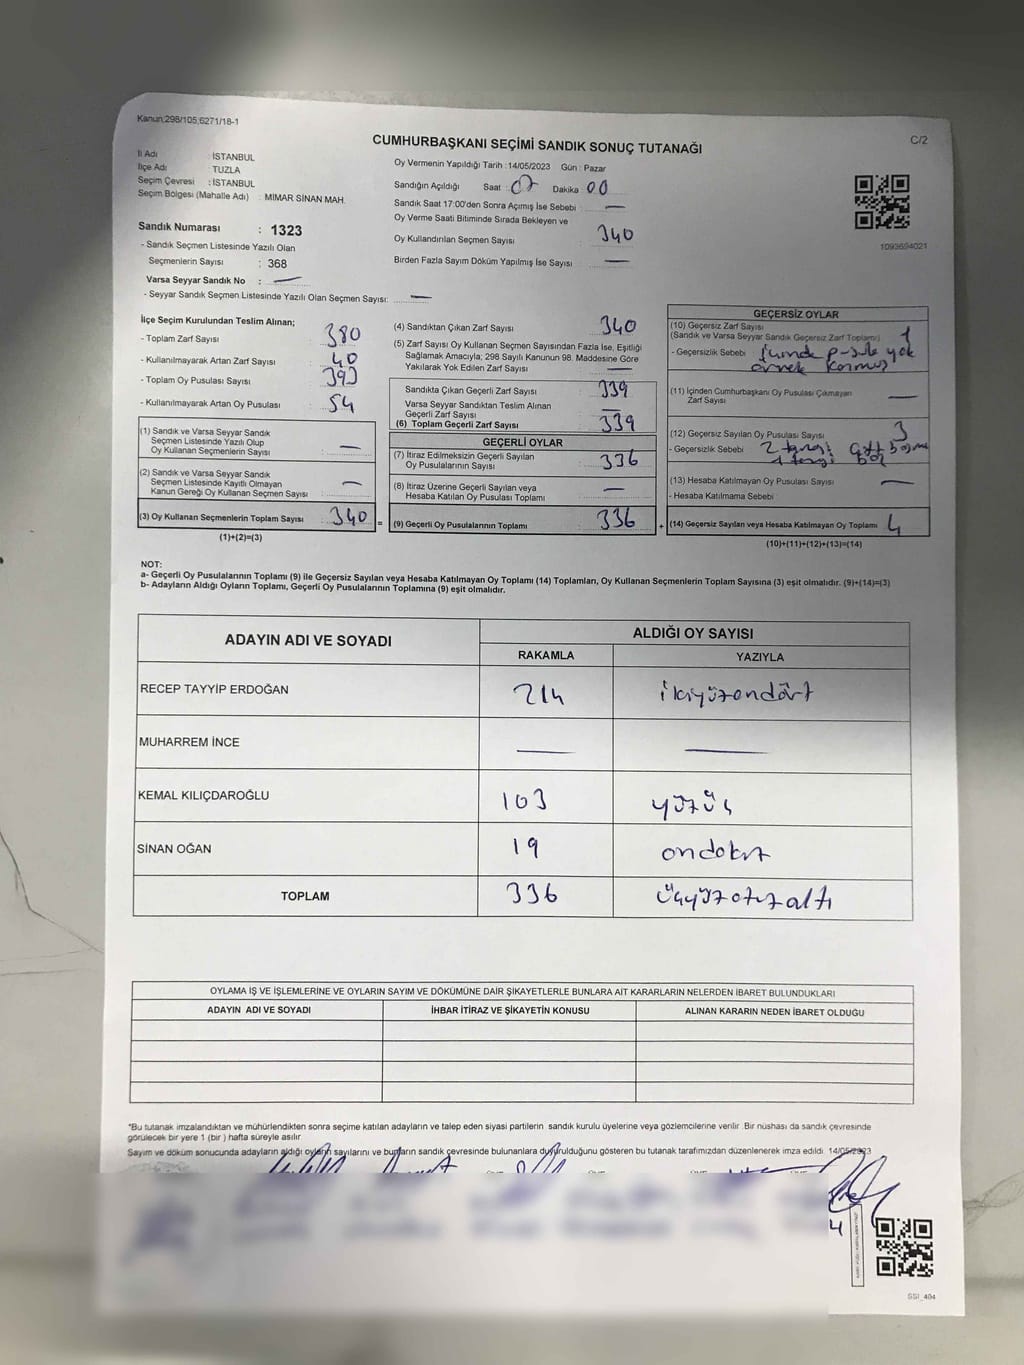 Kanun:298/105,6271/18-1
C/2
CUMHURBAŞKANI SEÇİMİ SANDIK SONUÇ TUTANAĞI
İl Adı : İSTANBUL
İlçe Adı : TUZLA
Seçim Çevresi : İSTANBUL
Seçim Bölgesi (Mahalle Adı) : MİMAR SİNAN MAH.
Sandık Numarası : 1323
- Sandık Seçmen Listesinde Yazılı Olan
Seçmenlerin Sayısı : 368
Varsa Seyyar Sandık No : —
- Seyyar Sandık Seçmen Listesinde Yazılı Olan Seçmen Sayısı: —
Oy Vermenin Yapıldığı Tarih : 14/05/2023 Gün : Pazar
Sandığın Açıldığı Saat : 07 Dakika : 00
Sandık Saat 17:00'den Sonra Açımış İse Sebebi : —
Oy Verme Saati Bitiminde Sırada Bekleyen ve
Oy Kullandırılan Seçmen Sayısı : 340
Birden Fazla Sayım Döküm Yapılmış İse Sayısı : —
1093694021
İlçe Seçim Kurulundan Teslim Alınan;
- Toplam Zarf Sayısı : 380
- Kullanılmayarak Artan Zarf Sayısı : 40
- Toplam Oy Pusulası Sayısı : 393
- Kullanılmayarak Artan Oy Pusulası : 54
(1) Sandık ve Varsa Seyyar Sandık
Seçmen Listesinde Yazılı Olup
Oy Kullanan Seçmenlerin Sayısı : —
(2) Sandık ve Varsa Seyyar Sandık
Seçmen Listesinde Kayıtlı Olmayan
Kanun Gereği Oy Kullanan Seçmen Sayısı : —
(3) Oy Kullanan Seçmenlerin Toplam Sayısı : 340 =
(1)+(2)=(3)
(4) Sandıktan Çıkan Zarf Sayısı : 340
(5) Zarf Sayısı Oy Kullanan Seçmen Sayısından Fazla İse, Eşitliği
Sağlamak Amacıyla; 298 Sayılı Kanunun 98. Maddesine Göre
Yakılarak Yok Edilen Zarf Sayısı : —
Sandıkta Çıkan Geçerli Zarf Sayısı : 339
Varsa Seyyar Sandıktan Teslim Alınan
Geçerli Zarf Sayısı : —
(6) Toplam Geçerli Zarf Sayısı : 339
GEÇERLİ OYLAR
(7) İtiraz Edilmeksizin Geçerli Sayılan
Oy Pusulalarının Sayısı : 336
(8) İtiraz Üzerine Geçerli Sayılan veya
Hesaba Katılan Oy Pusulası Toplamı : —
(9) Geçerli Oy Pusulalarının Toplamı : 336 +
GEÇERSİZ OYLAR
(10) Geçersiz Zarf Sayısı
(Sandık ve Varsa Seyyar Sandık Geçersiz Zarf Toplamı) : 1
- Geçersizlik Sebebi : pusula yok
örnek
(11) İçinden Cumhurbaşkanı Oy Pusulası Çıkmayan
Zarf Sayısı : —
(12) Geçersiz Sayılan Oy Pusulası Sayısı : 3
- Geçersizlik Sebebi : 2 tanesi
boş
(13) Hesaba Katılmayan Oy Pusulası Sayısı : —
- Hesaba Katılmama Sebebi :
(14) Geçersiz Sayılan veya Hesaba Katılmayan Oy Toplamı : 4
(10)+(11)+(12)+(13)=(14)
NOT:
a- Geçerli Oy Pusulalarının Toplamı (9) ile Geçersiz Sayılan veya Hesaba Katılmayan Oy Toplamı (14) Toplamları, Oy Kullanan Seçmenlerin Toplam Sayısına (3) eşit olmalıdır. (9)+(14)=(3)
b- Adayların Aldığı Oyların Toplamı, Geçerli Oy Pusulalarının Toplamına (9) eşit olmalıdır.
ADAYIN ADI VE SOYADI
ALDIĞI OY SAYISI
RAKAMLA YAZIYLA
RECEP TAYYİP ERDOĞAN 214 ikiyüzondört
MUHARREM İNCE — —
KEMAL KILIÇDAROĞLU 103 yüzüç
SİNAN OĞAN 19 ondokuz
TOPLAM 336 üçyüzotuzaltı
OYLAMA İŞ VE İŞLEMLERİNE VE OYLARIN SAYIM VE DÖKÜMÜNE DAİR ŞİKAYETLERLE BUNLARA AİT KARARLARIN NELERDEN İBARET BULUNDUKLARI
ADAYIN ADI VE SOYADI İHBAR İTİRAZ VE ŞİKAYETİN KONUSU ALINAN KARARIN NEDEN İBARET OLDUĞU
*Bu tutanak imzalandıktan ve mühürlendikten sonra seçime katılan adayların ve talep eden siyasi partilerin sandık kurulu üyelerine veya gözlemcilerine verilir. Bir nüshası da sandık çevresinde
görülecek bir yere 1 (bir) hafta süreyle asılır
Sayım ve döküm sonucunda adayların aldığı oyların sayılarını ve bunların sandık çevresinde bulunanlara duyurulduğunu gösteren bu tutanak tarafımızdan düzenlenerek imza edildi. 14/05/2023
SSI_404